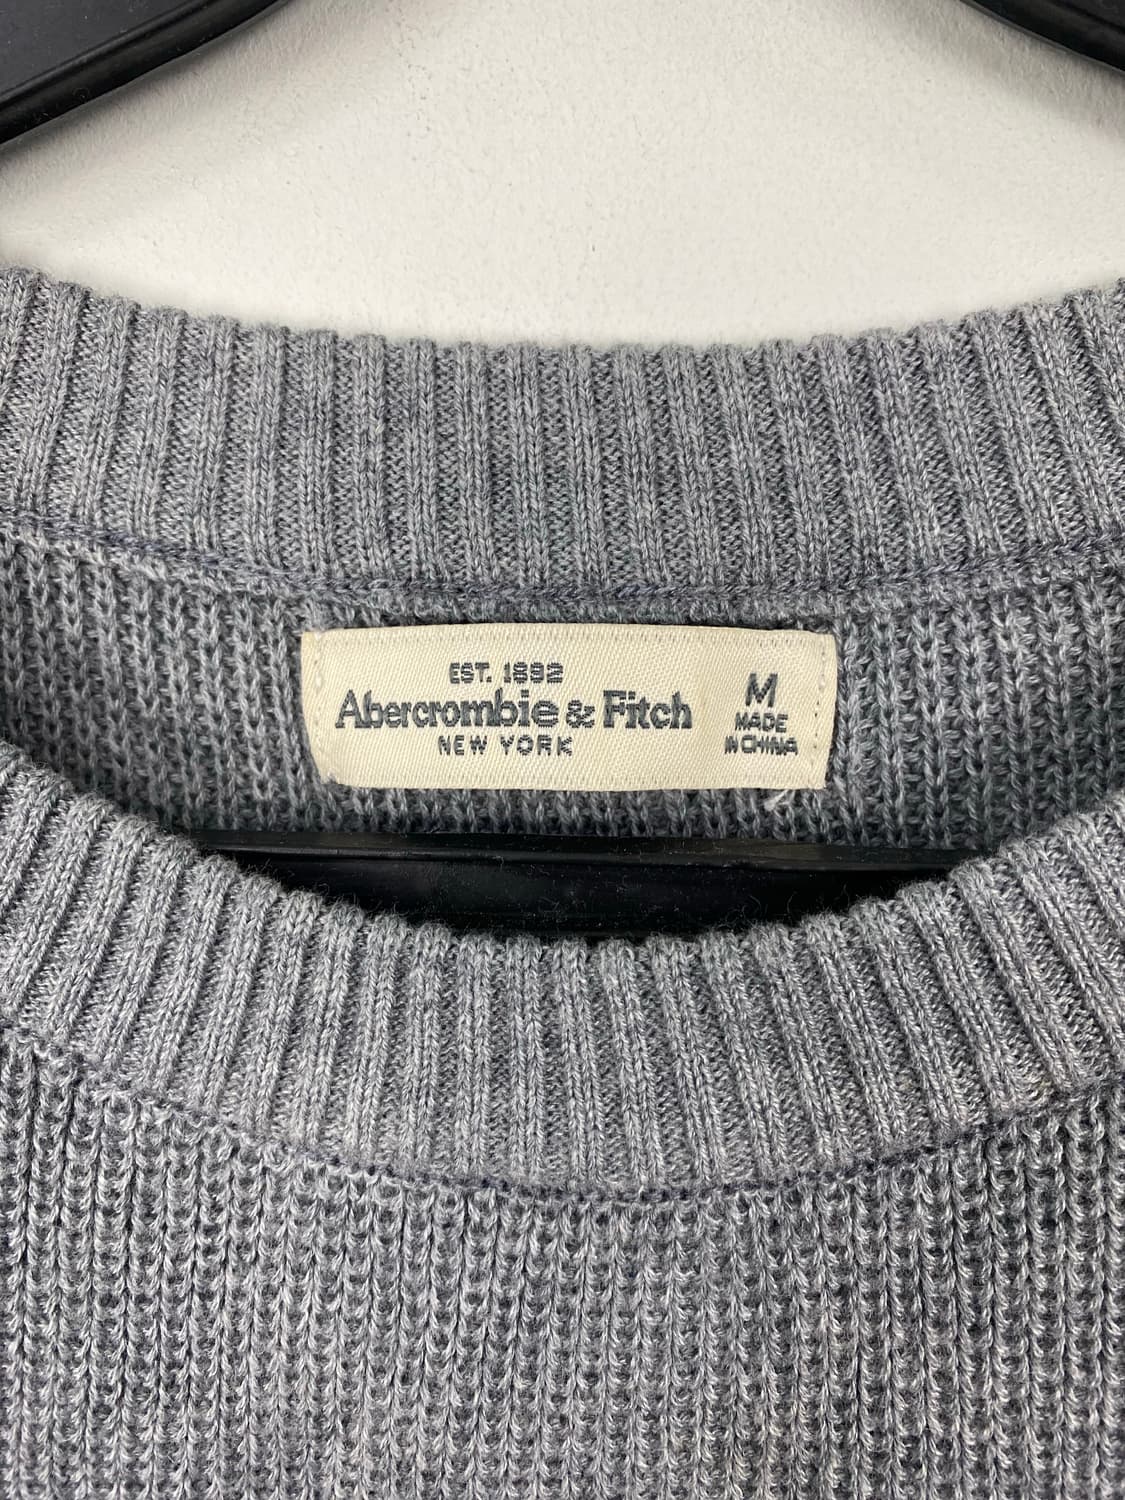 EST. 1892
Abercrombie & Fitch
NEW YORK
M
MADE
IN CHINA